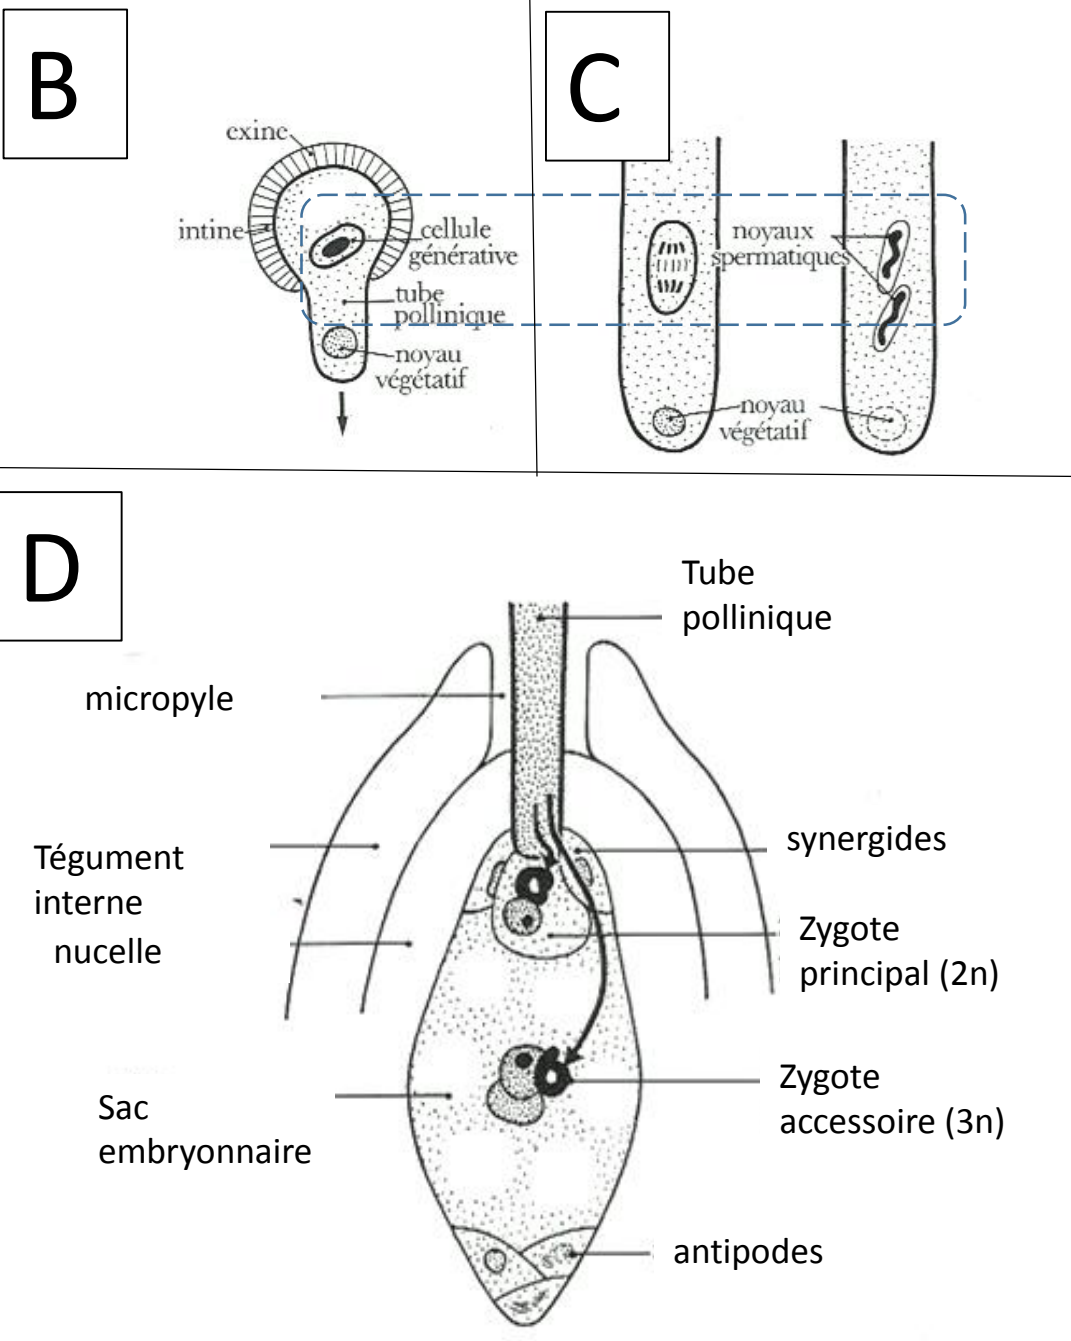 B
exine
intine
cellule
générative
tube
pollinique
noyau
végétatif
C
noyaux
spermatiques
noyau
végétatif
D
Tube
pollinique
micropyle
synergides
Tégument
interne
nucelle
Zygote
principal (2n)
Zygote
accessoire (3n)
Sac
embryonnaire
antipodes